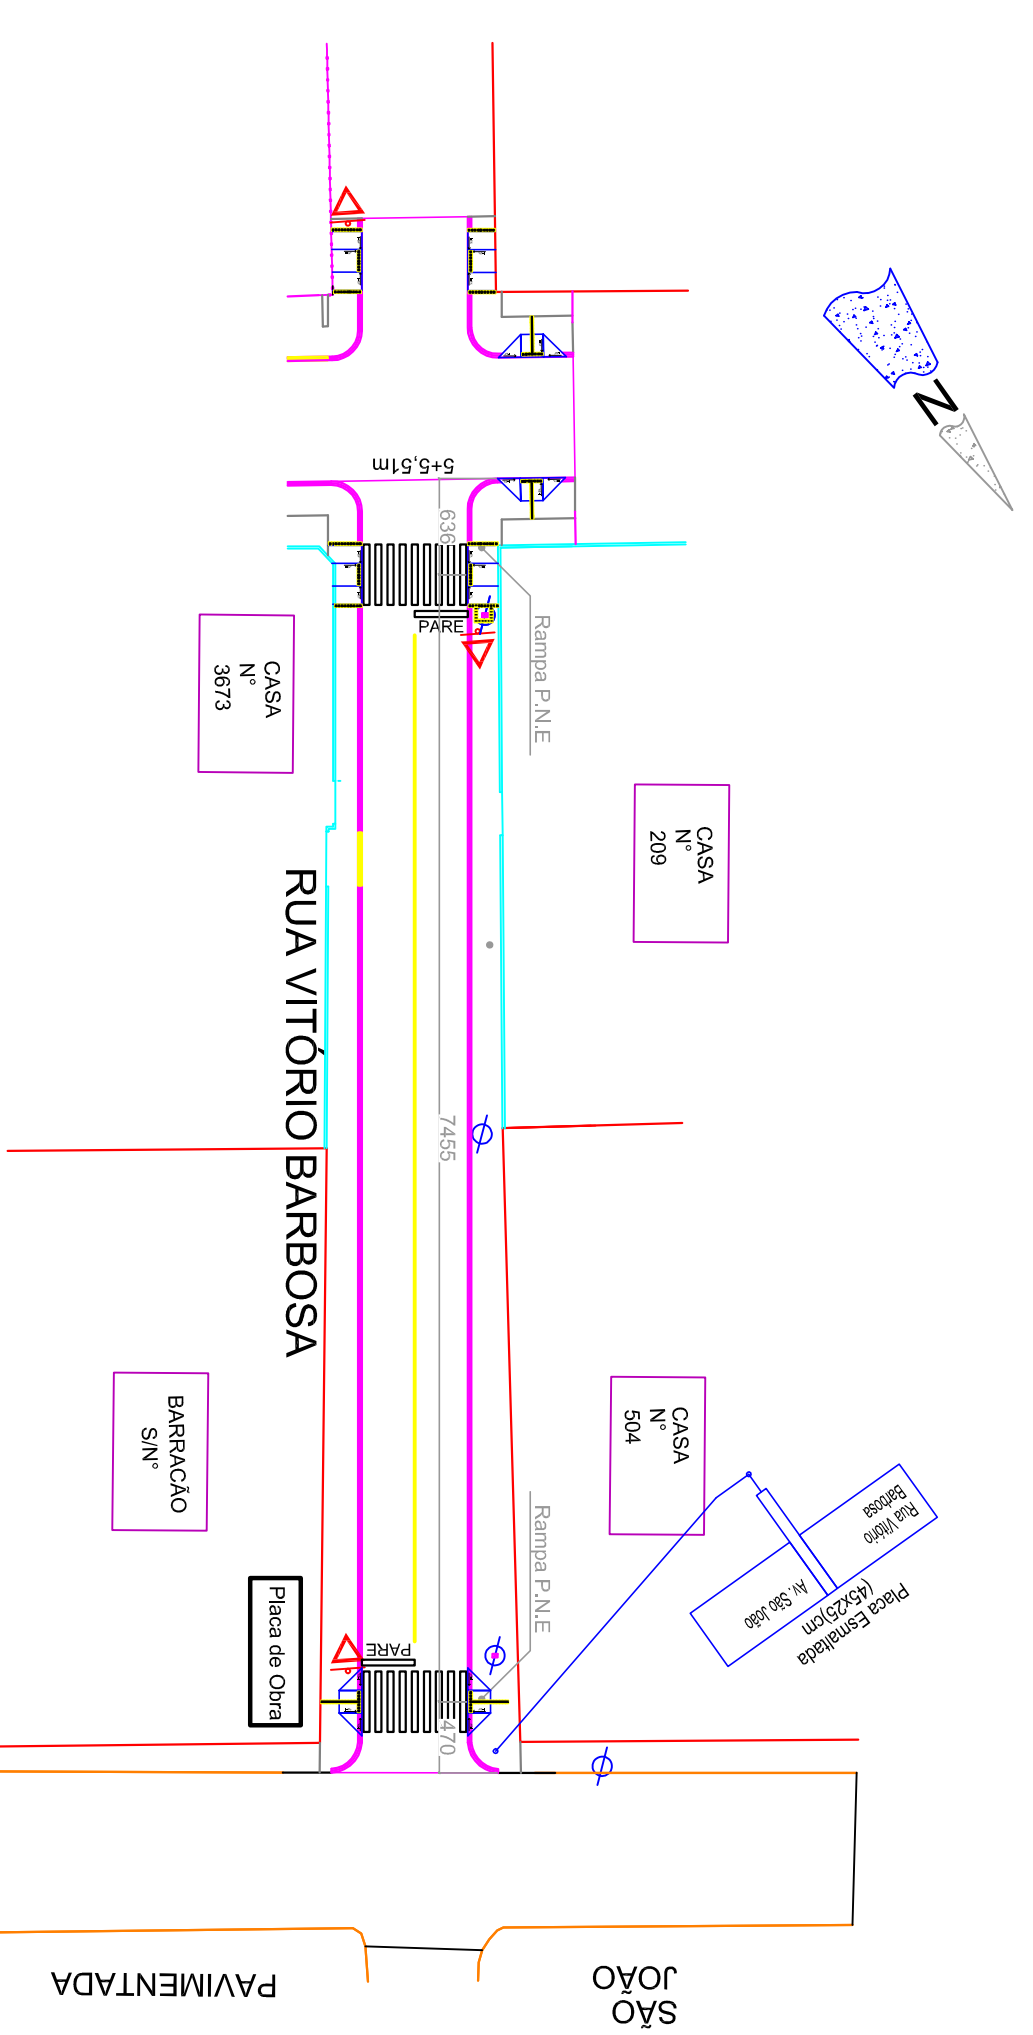 N
5+5,51m
636
PARE
Rampa P.N.E
CASA
N°
3673
CASA
N°
209
RUA VITÓRIO BARBOSA
7455
BARRACÃO
S/N°
CASA
N°
504
Rua Vitório
Barbosa
Av. São João
Placa Esmaltada
(45x25)cm
Rampa P.N.E
Placa de Obra
PARE
470
PAVIMENTADA
SÃO
JOÃO